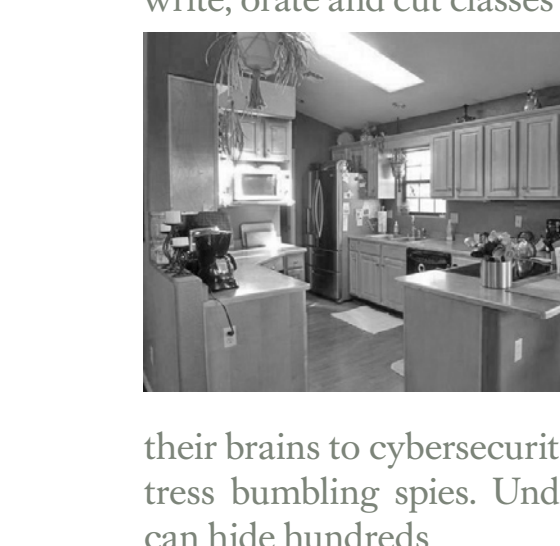 write, orate and cut classes
their brains to cybersecurit
tress bumbling spies. Und
can hide hundreds